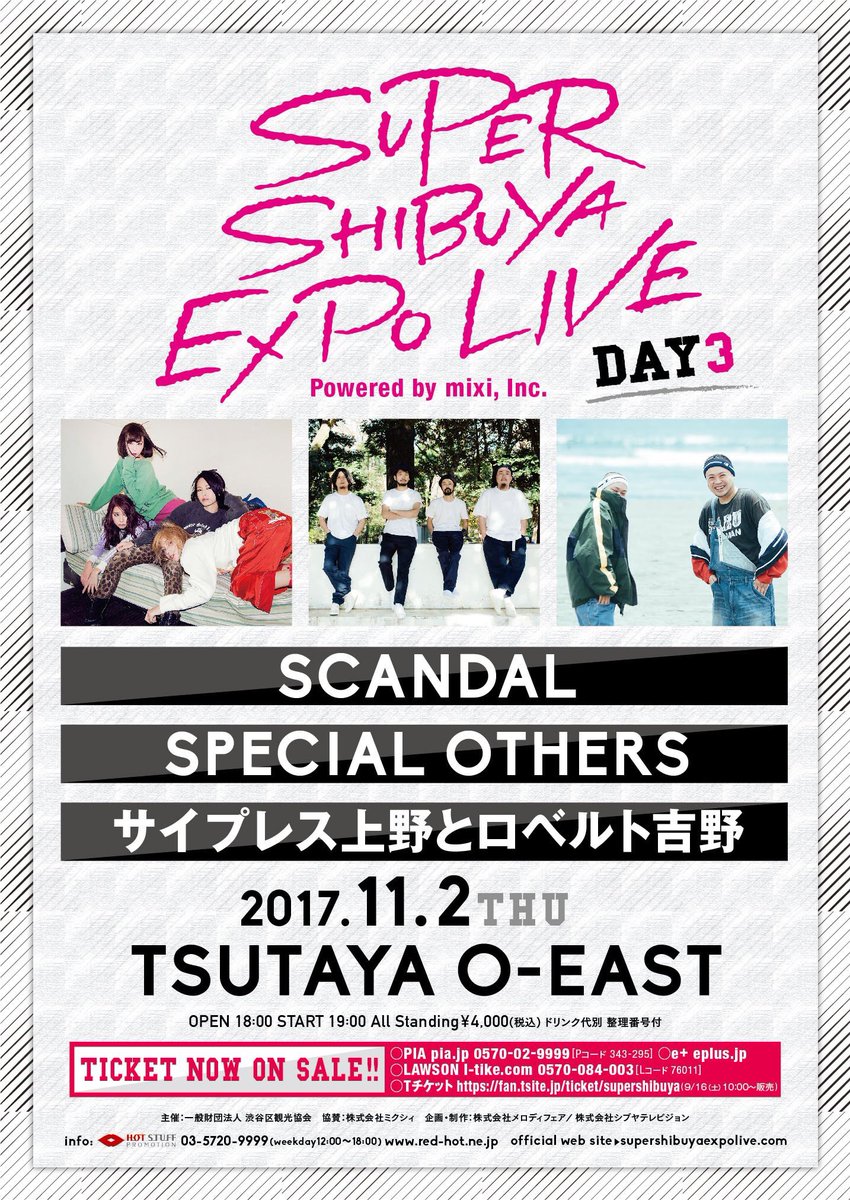 SUPER
SHIBUYA
EXPO LIVE
DAY3
Powered by mixi, Inc.
SCANDAL
SPECIAL OTHERS
サイプレス上野とロベルト吉野
2017.11.2 THU
TSUTAYA O-EAST
OPEN 18:00 START 19:00 All Standing¥4,000(税込) ドリンク代別 整理番号付
TICKET NOW ON SALE!!
○PIA pia.jp 0570-02-9999[Pコード 343-295] ○e+ eplus.jp
○LAWSON l-tike.com 0570-084-003[Lコード 76011]
○Tチケット https://fan.tsite.jp/ticket/supershibuya(9/16(土)10:00〜販売)
主催:一般財団法人 渋谷区観光協会 協賛:株式会社ミクシィ 企画・制作:株式会社メロディフェア/ 株式会社シブヤテレビジョン
info: HOT STUFF PROMOTION 03-5720-9999(weekday12:00〜18:00) www.red-hot.ne.jp official web site▶supershibuyaexpolive.com